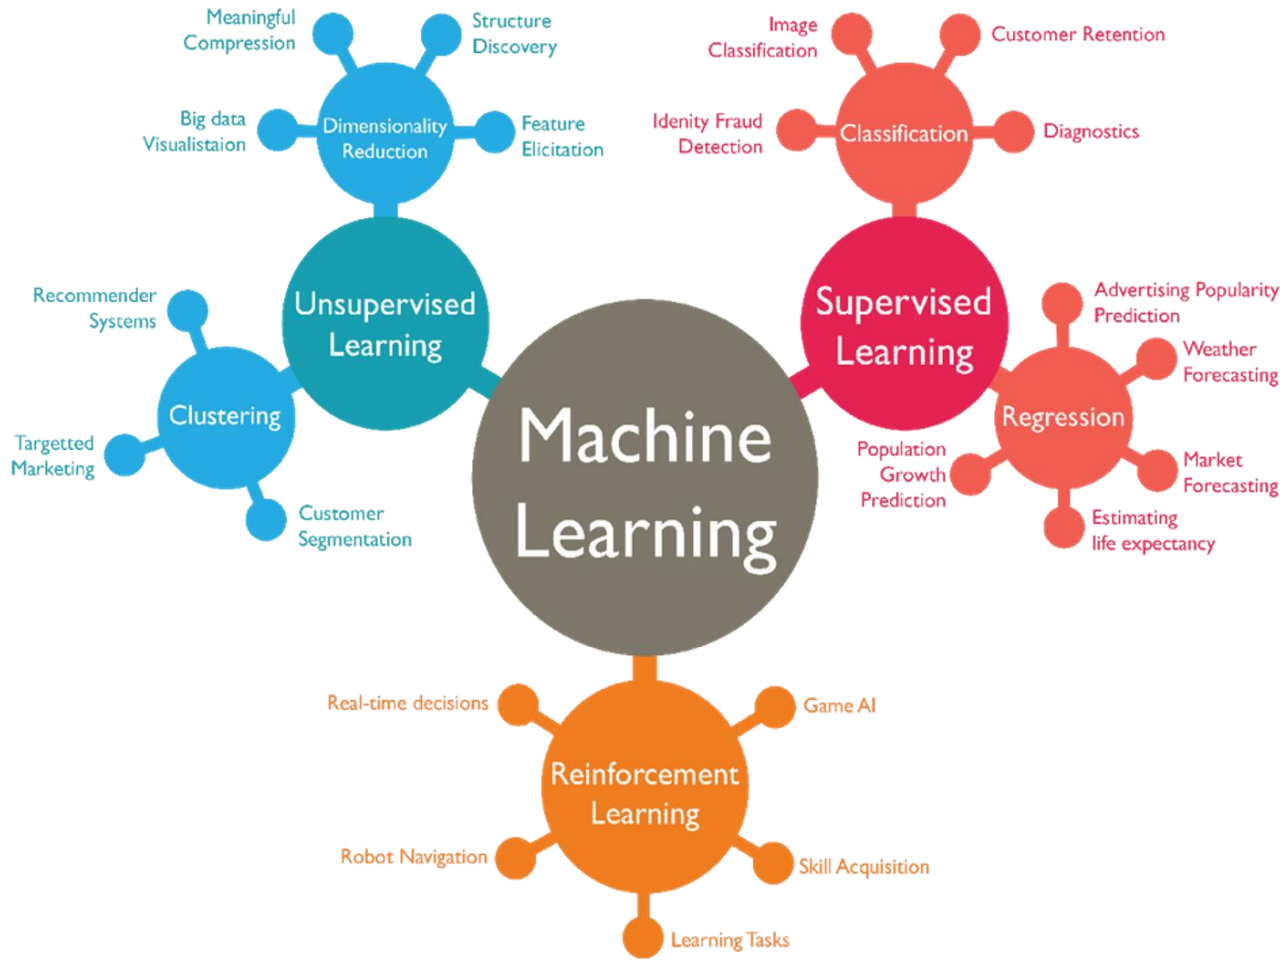 Meaningful
Compression
Structure
Discovery
Big data
Visualistaion
Dimensionality
Reduction
Feature
Elicitation
Image
Classification
Customer Retention
Idenity Fraud
Detection
Classification
Diagnostics
Recommender
Systems
Unsupervised
Learning
Clustering
Targetted
Marketing
Customer
Segmentation
Machine
Learning
Supervised
Learning
Advertising Popularity
Prediction
Weather
Forecasting
Regression
Population
Growth
Prediction
Market
Forecasting
Estimating
life expectancy
Real-time decisions
Game AI
Reinforcement
Learning
Robot Navigation
Skill Acquisition
Learning Tasks